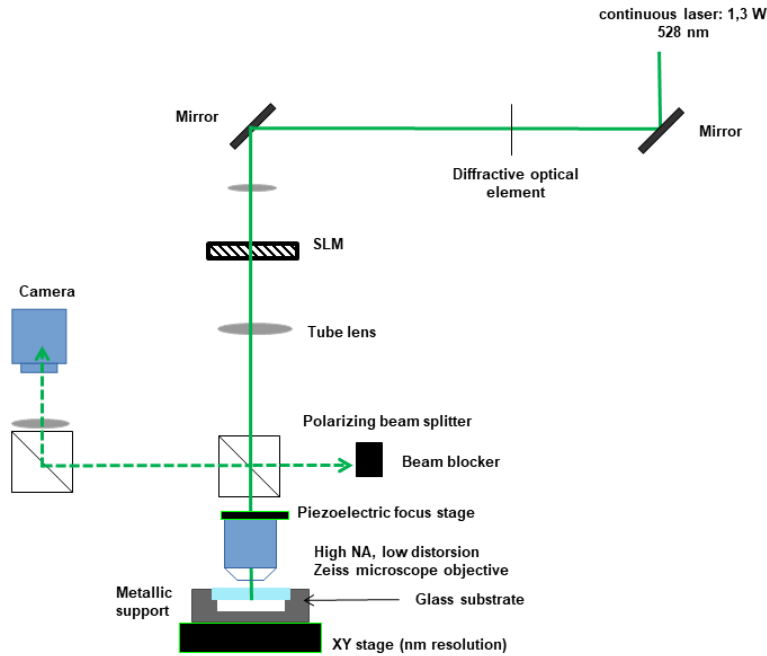 continuous laser: 1,3 W
528 nm
Mirror
Mirror
Diffractive optical
element
SLM
Camera
Tube lens
Polarizing beam splitter
Beam blocker
Piezoelectric focus stage
High NA, low distorsion
Zeiss microscope objective
Metallic
support
Glass substrate
XY stage (nm resolution)